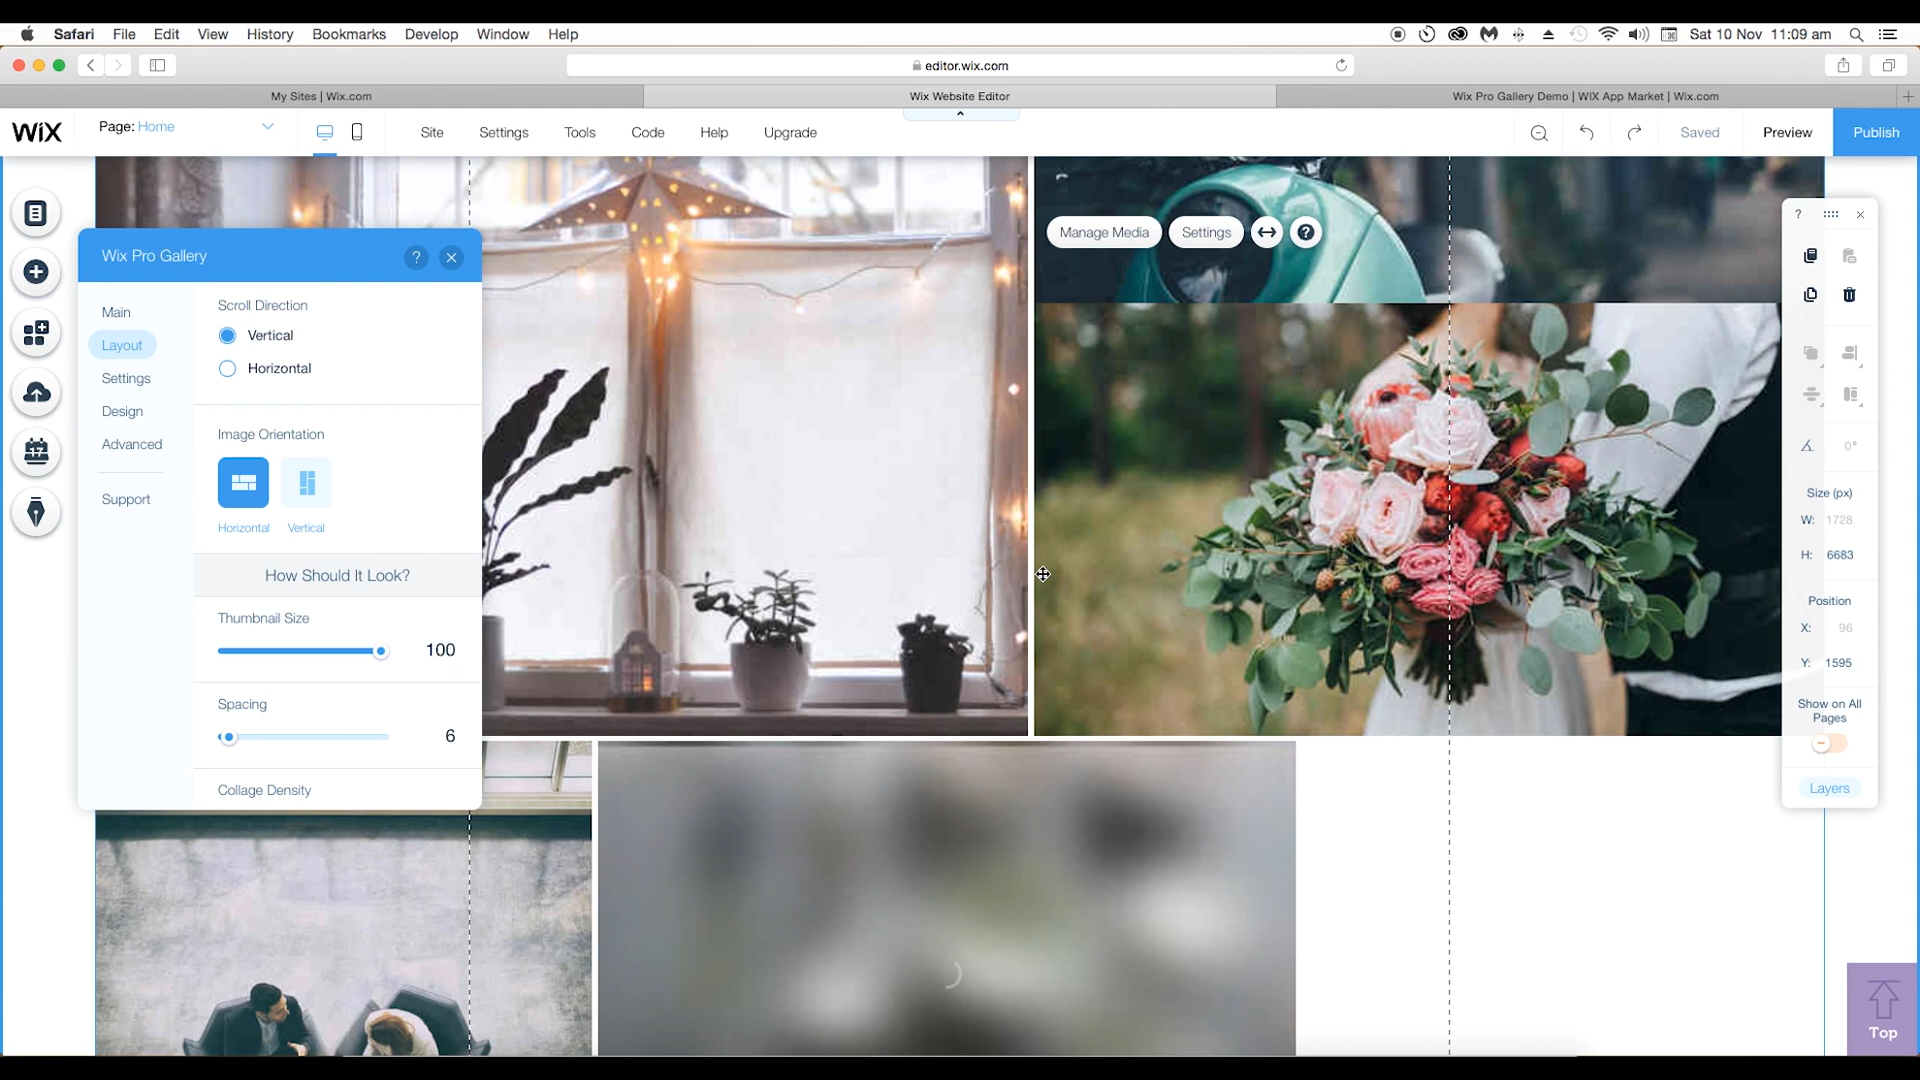 Safari File Edit View History Bookmarks Develop Window Help Sat 10 Nov 11:09 am
editor.wix.com
My Sites | Wix.com Wix Website Editor Wix Pro Gallery Demo | WIX App Market | Wix.com
WiX Page: Home Site Settings Tools Code Help Upgrade Saved Preview Publish
Manage Media Settings ?
Wix Pro Gallery ?
Main
Layout
Settings
Design
Advanced
Support
Scroll Direction
Vertical
Horizontal
Image Orientation
Horizontal Vertical
How Should It Look?
Thumbnail Size
100
Spacing
6
Collage Density
17
?
0°
Size (px)
W: 1728
H: 6683
Position
X: 96
Y: 1595
Show on All
Pages
Layers
Top